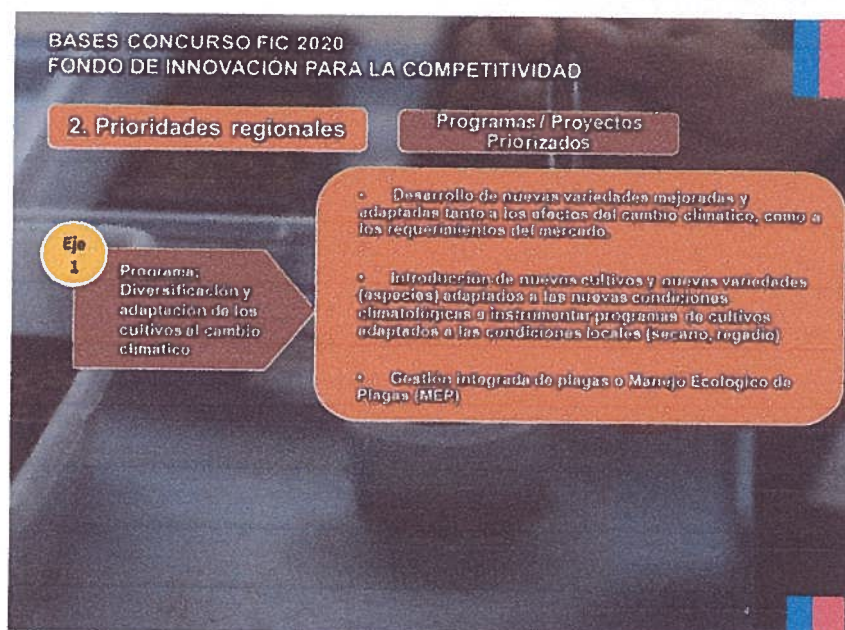 BASES CONCURSO FIC 2020
FONDO DE INNOVACIÓN PARA LA COMPETITIVIDAD
2. Prioridades regionales
Programas / Proyectos
Priorizados
Eje
1
Programa:
Diversificación y
adaptación de los
cultivos al cambio
climatico
• Desarrollo de nuevas variedades mejoradas y
adaptadas tanto a los efectos del cambio climatico, como a
los requerimientos del mercado.
• Introducción de nuevos cultivos y nuevas variedades
(especies) adaptados a las nuevas condiciones
climatológicas e instrumentar programas de cultivos
adaptados a las condiciones locales (secano, regadio)
• Gestión integrada de plagas o Manejo Ecologico de
Plagas (MEP)
4